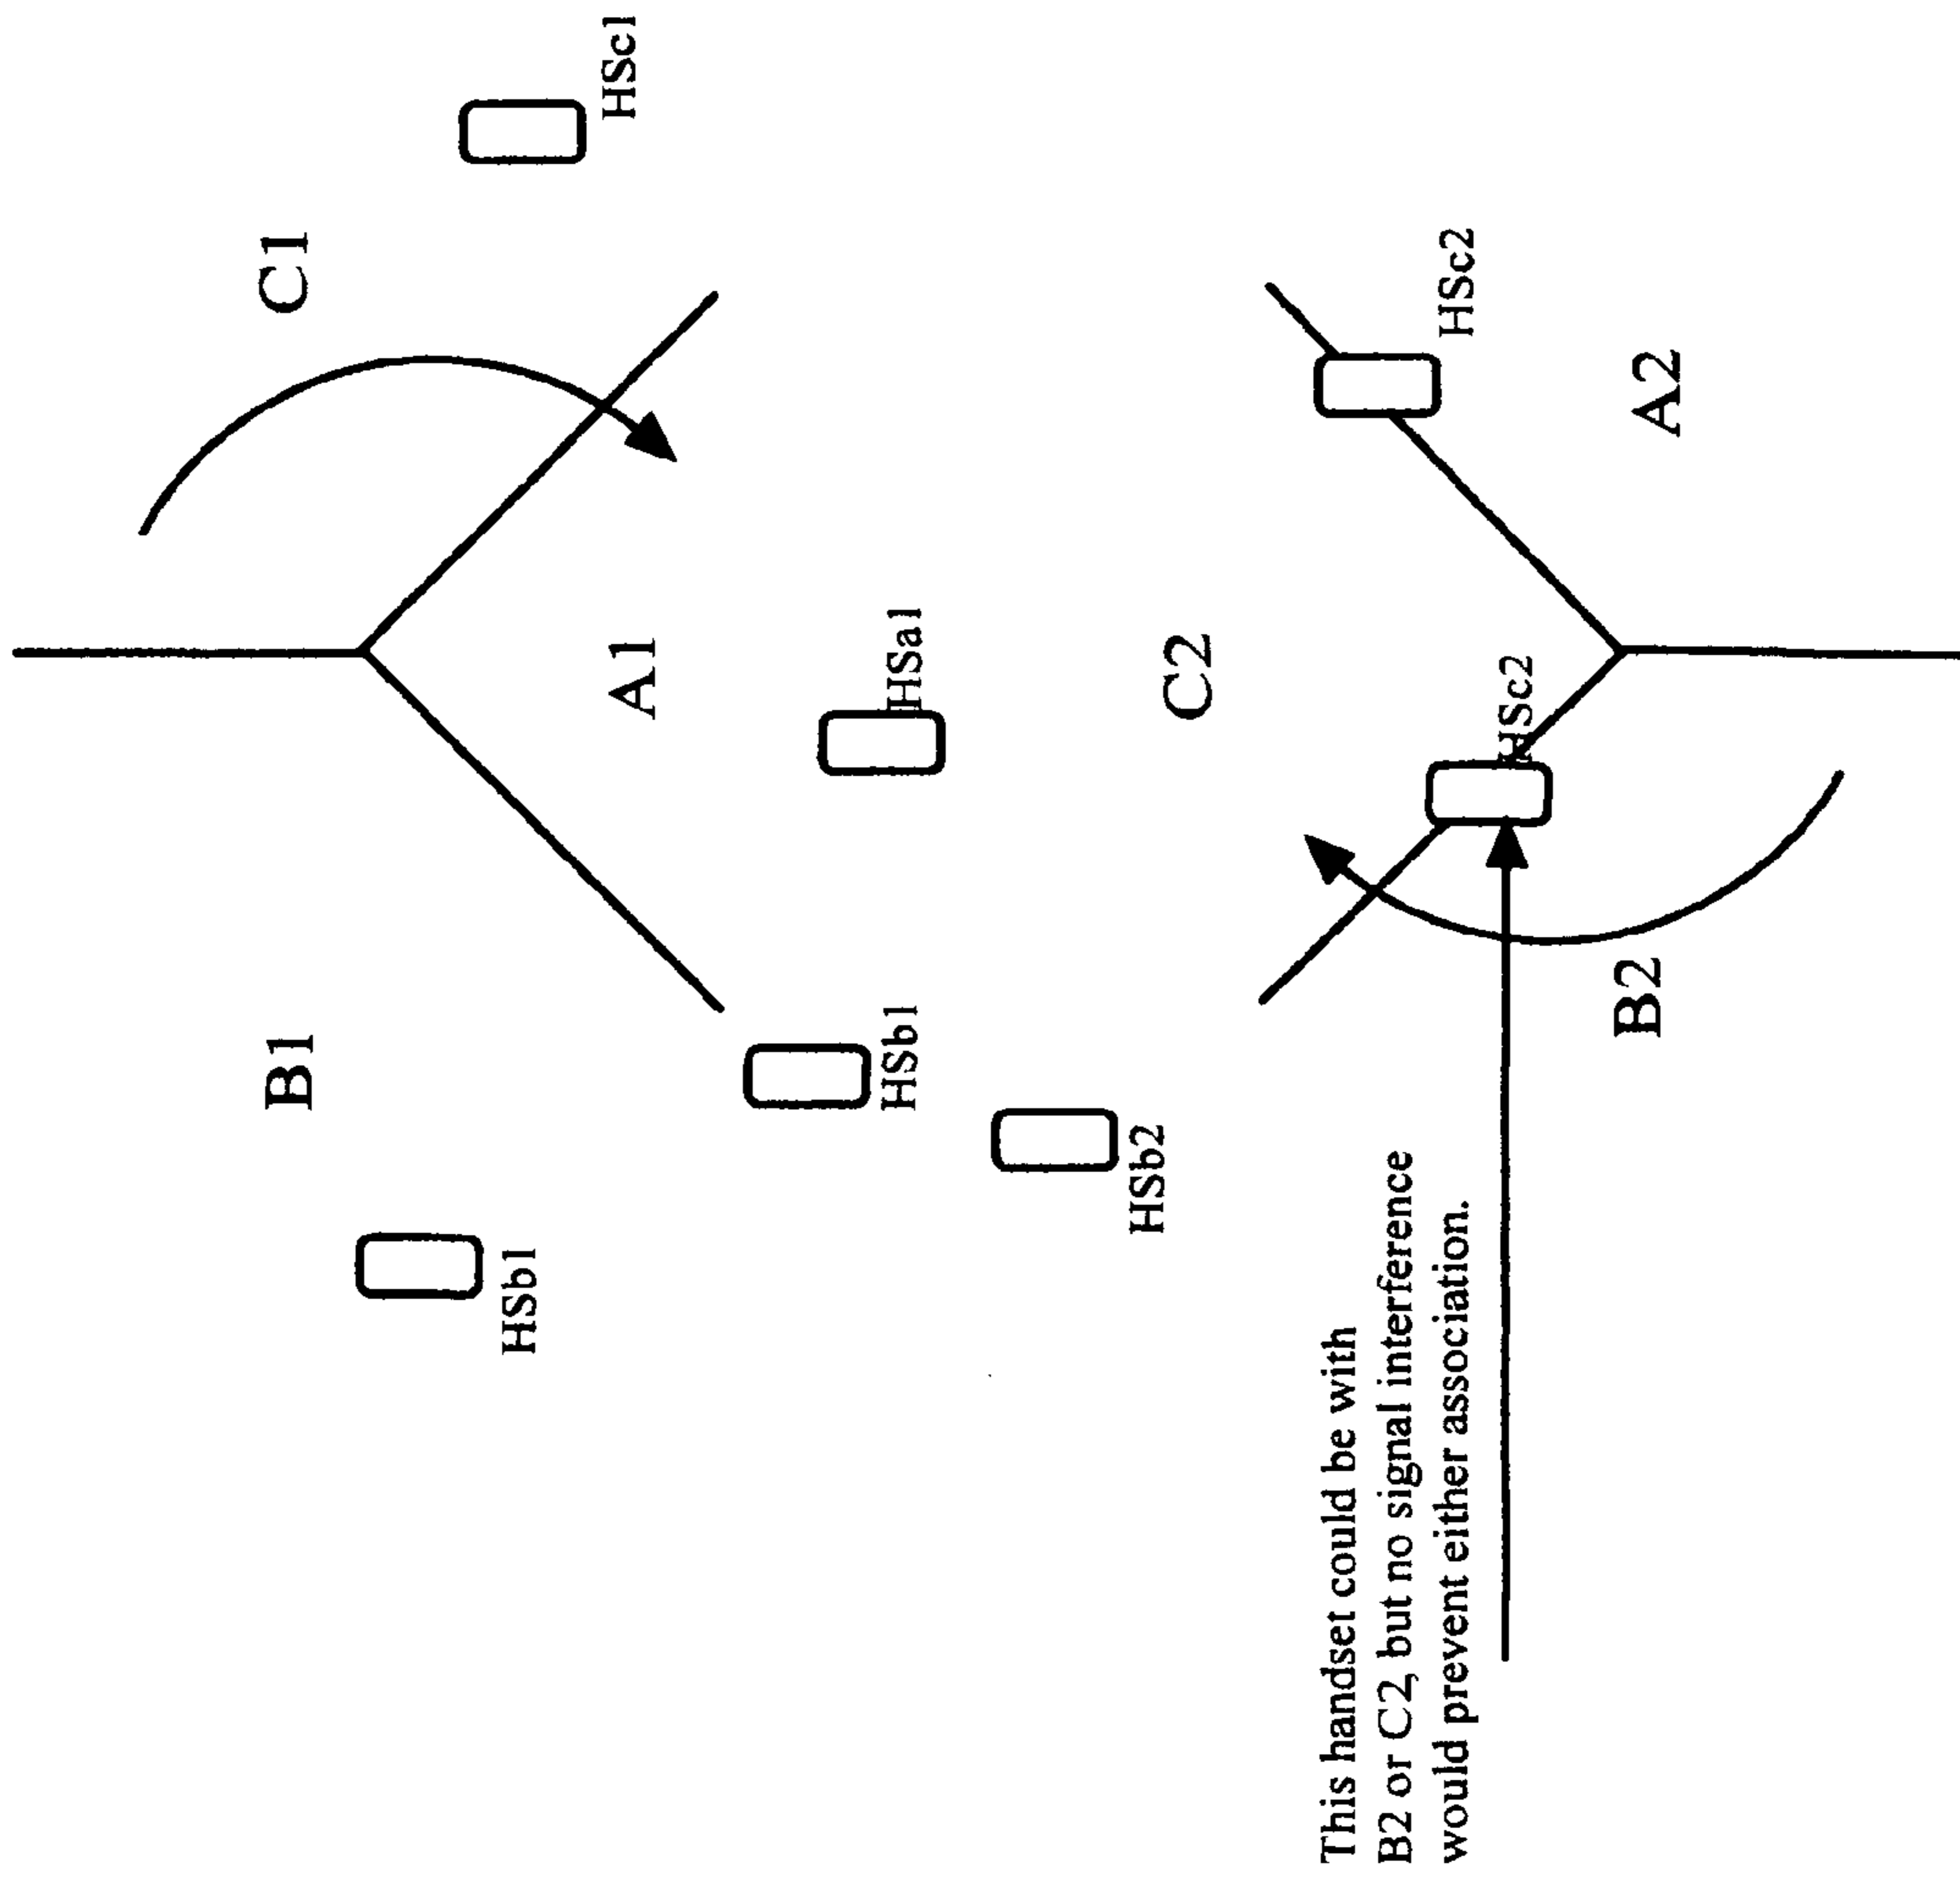 B1
C1
HSb1
HSc1
A1
HSb1
HSa1
HSb2
C2
This handset could be with
B2 or C2, but no signal interference
would prevent either association.
HSc2
HSc2
B2
A2